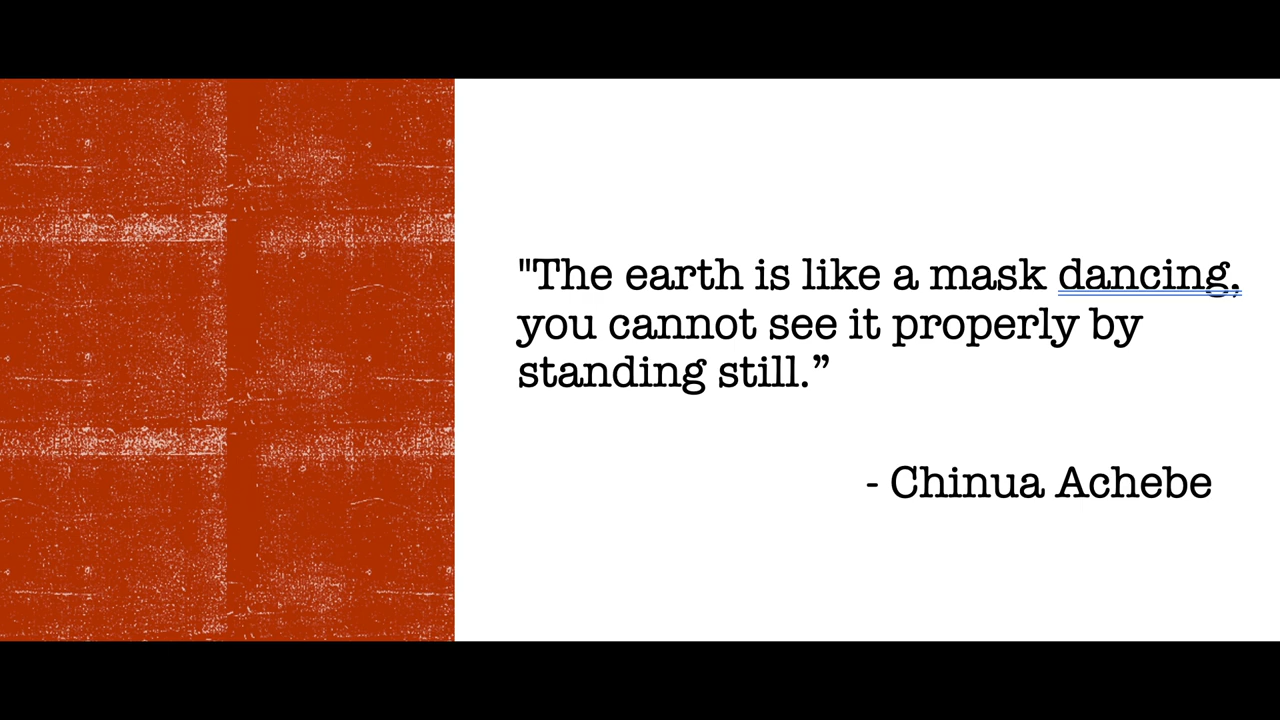 "The earth is like a mask dancing,
you cannot see it properly by
standing still.”
- Chinua Achebe